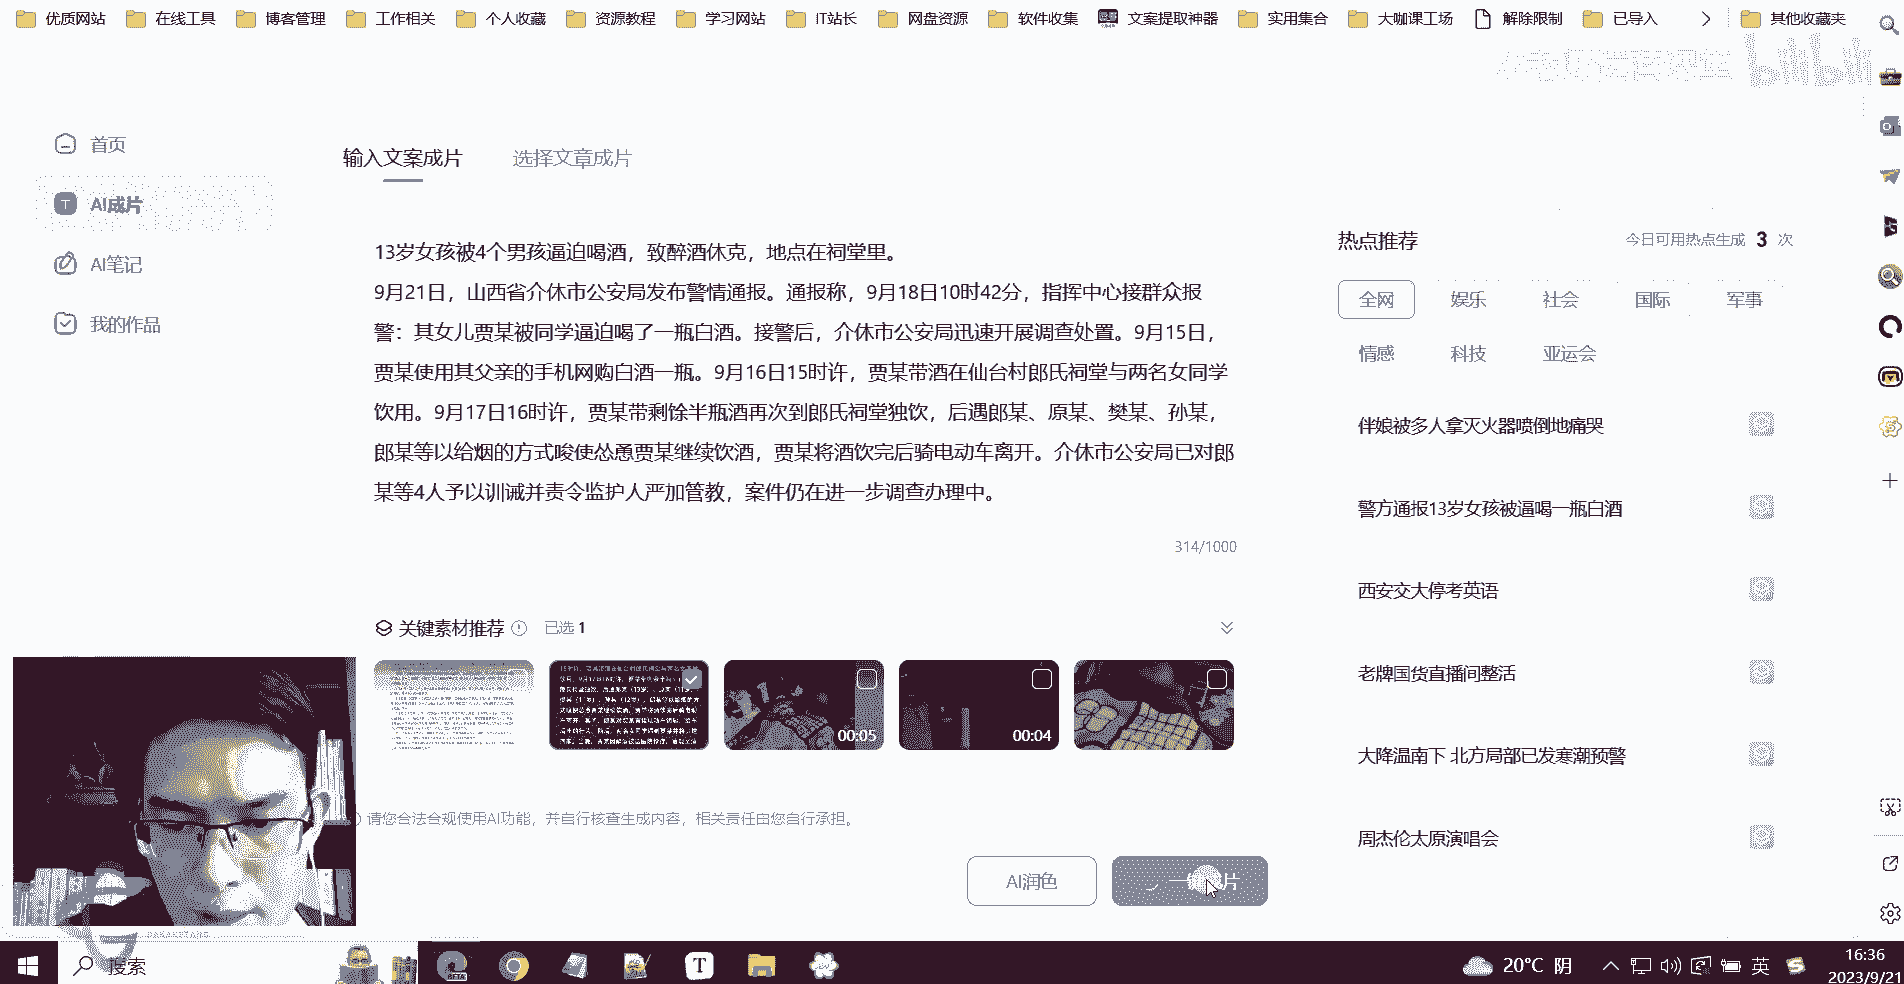 优质网站 在线工具 博客管理 工作相关 个人收藏 资源教程 学习网站 IT站长 网盘资源 软件收集 文案提取神器 实用集合 大咖课工场 解除限制 已导入 其他收藏夹
bilibili
首页
AI成片
AI笔记
我的作品
输入文案成片 选择文章成片
13岁女孩被4个男孩逼迫喝酒，致醉酒休克，地点在祠堂里。
9月21日，山西省介休市公安局发布警情通报。通报称，9月18日10时42分，指挥中心接群众报
警：其女儿贾某被同学逼迫喝了一瓶白酒。接警后，介休市公安局迅速开展调查处置。9月15日，
贾某使用其父亲的手机网购白酒一瓶。9月16日15时许，贾某带酒在仙台村郎氏祠堂与两名女同学
饮用。9月17日16时许，贾某带剩馀半瓶酒再次到郎氏祠堂独饮，后遇郎某、原某、樊某、孙某，
郎某等以给烟的方式唆使怂恿贾某继续饮酒，贾某将酒饮完后骑电动车离开。介休市公安局已对郎
某等4人予以训诫并责令监护人严加管教，案件仍在进一步调查办理中。
314/1000
关键素材推荐 已选 1
00:05
00:04
请您合法合规使用AI功能，并自行核查生成内容，相关责任由您自行承担。
AI润色
热点推荐 今日可用热点生成 3 次
全网 娱乐 社会 国际 军事
情感 科技 亚运会
伴娘被多人拿灭火器喷倒地痛哭
警方通报13岁女孩被逼喝一瓶白酒
西安交大停考英语
老牌国货直播间整活
大降温南下 北方局部已发寒潮预警
周杰伦太原演唱会
搜索
20°C 阴
英
16:36
2023/9/21